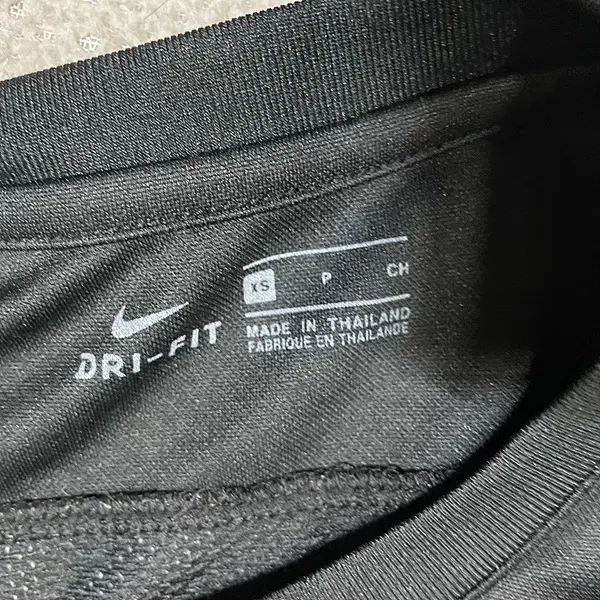 XS P CH
MADE IN THAILAND
FABRIQUE EN THAILANDE
DRI-FIT